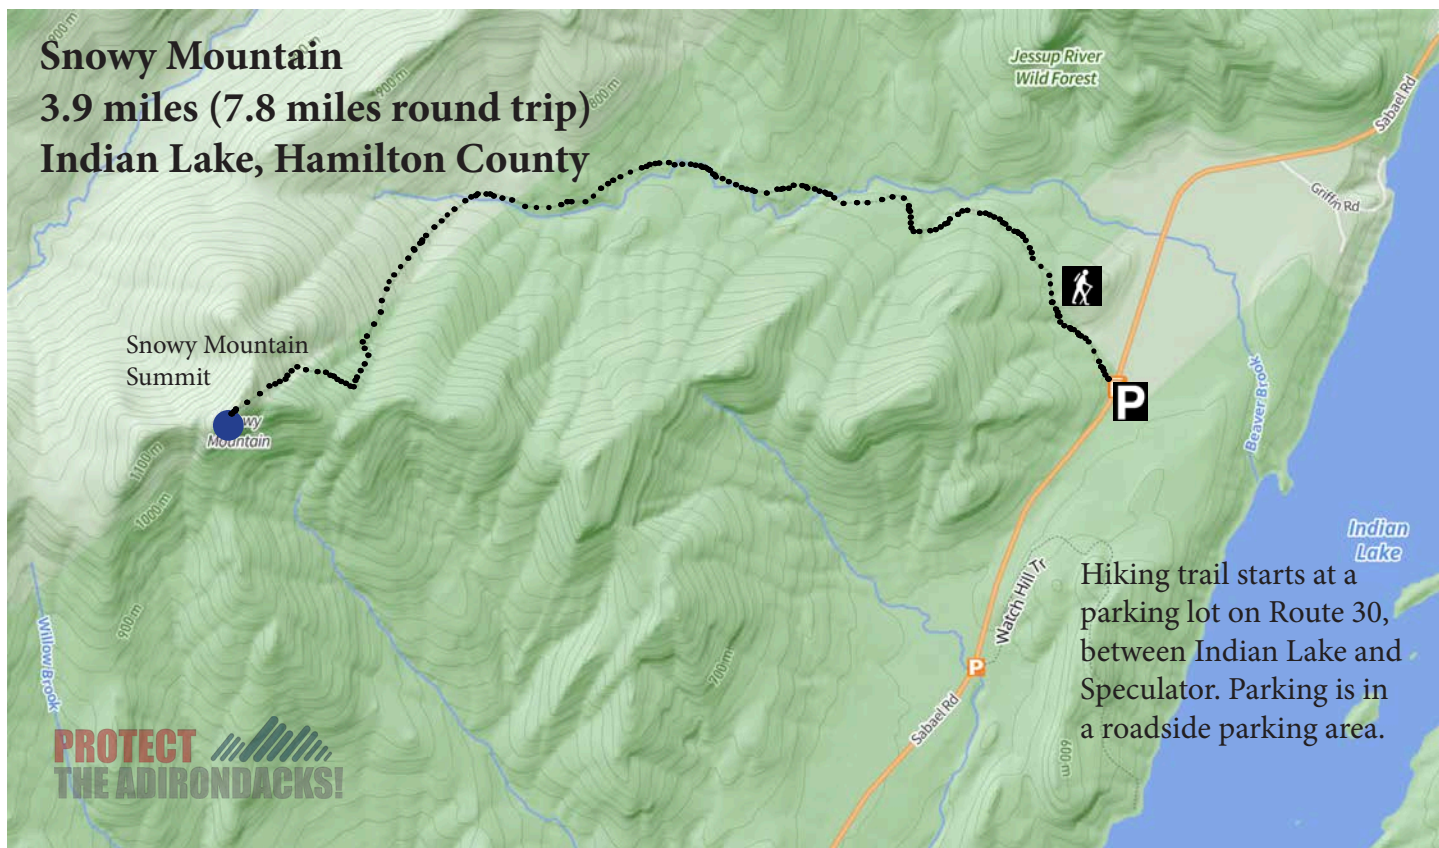 Snowy Mountain
3.9 miles (7.8 miles round trip)
Indian Lake, Hamilton County
900 m
900 m
800 m
Jessup River
Wild Forest
Sabael Rd
Griffin Rd
Snowy Mountain
Summit
Mountain
P
1100 m
1000 m
Beaver Brook
Indian
Lake
Hiking trail starts at a
parking lot on Route 30,
between Indian Lake and
Speculator. Parking is in
a roadside parking area.
Watch Hill Tr
900 m
Willow Brook
700 m
P
Sabael Rd
600 m
PROTECT
THE ADIRONDACKS!